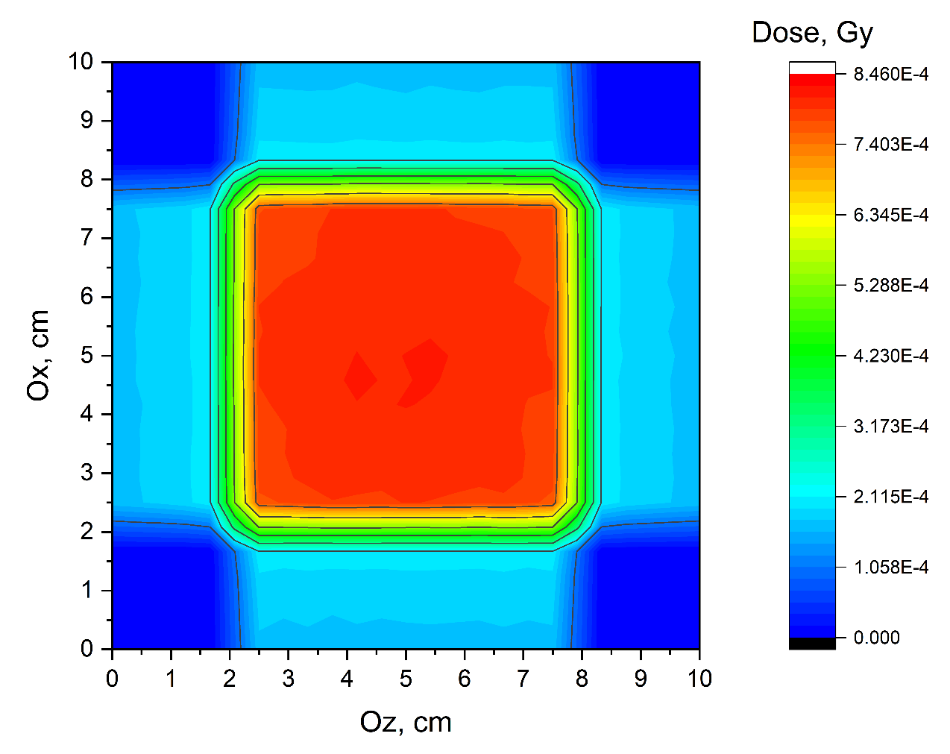 Dose, Gy
8.460E-4
7.403E-4
6.345E-4
5.288E-4
4.230E-4
3.173E-4
2.115E-4
1.058E-4
0.000
10
9
8
7
6
5
4
3
2
1
0
Ox, cm
0 1 2 3 4 5 6 7 8 9 10
Oz, cm